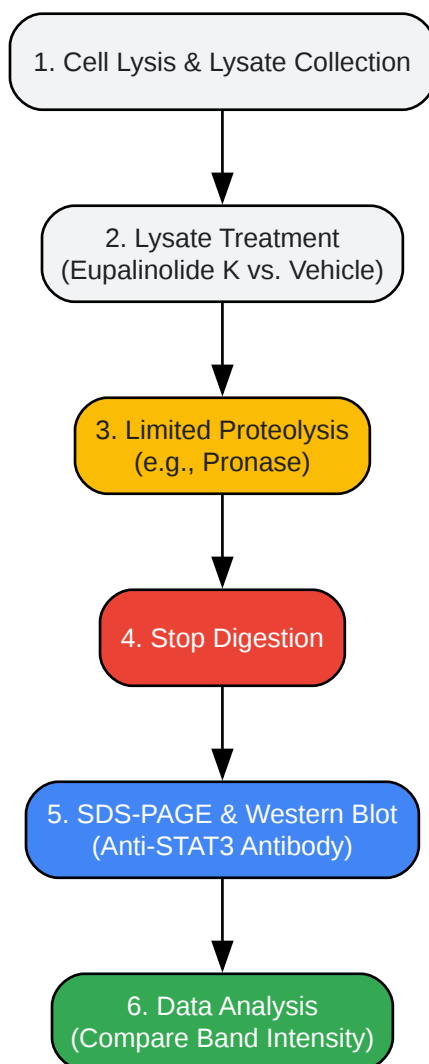 1. Cell Lysis & Lysate Collection
2. Lysate Treatment
(Eupalinolide K vs. Vehicle)
3. Limited Proteolysis
(e.g., Pronase)
4. Stop Digestion
5. SDS-PAGE & Western Blot
(Anti-STAT3 Antibody)
6. Data Analysis
(Compare Band Intensity)